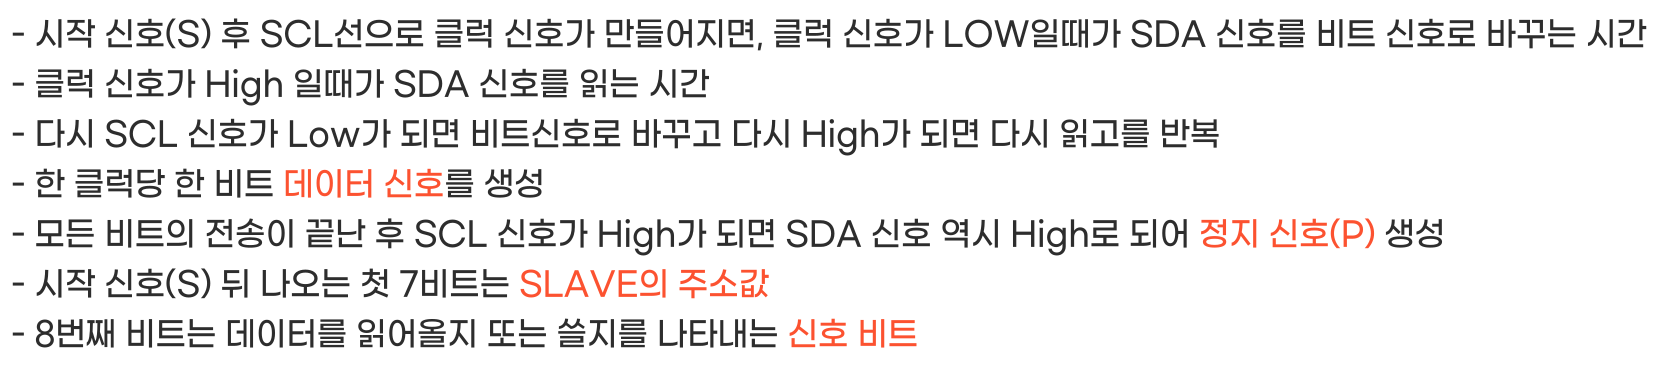 - 시작 신호(S) 후 SCL선으로 클럭 신호가 만들어지면, 클럭 신호가 LOW일때가 SDA 신호를 비트 신호로 바꾸는 시간
- 클럭 신호가 High 일때가 SDA 신호를 읽는 시간
- 다시 SCL 신호가 Low가 되면 비트신호로 바꾸고 다시 High가 되면 다시 읽고를 반복
- 한 클럭당 한 비트 데이터 신호를 생성
- 모든 비트의 전송이 끝난 후 SCL 신호가 High가 되면 SDA 신호 역시 High로 되어 정지 신호(P) 생성
- 시작 신호(S) 뒤 나오는 첫 7비트는 SLAVE의 주소값
- 8번째 비트는 데이터를 읽어올지 또는 쓸지를 나타내는 신호 비트